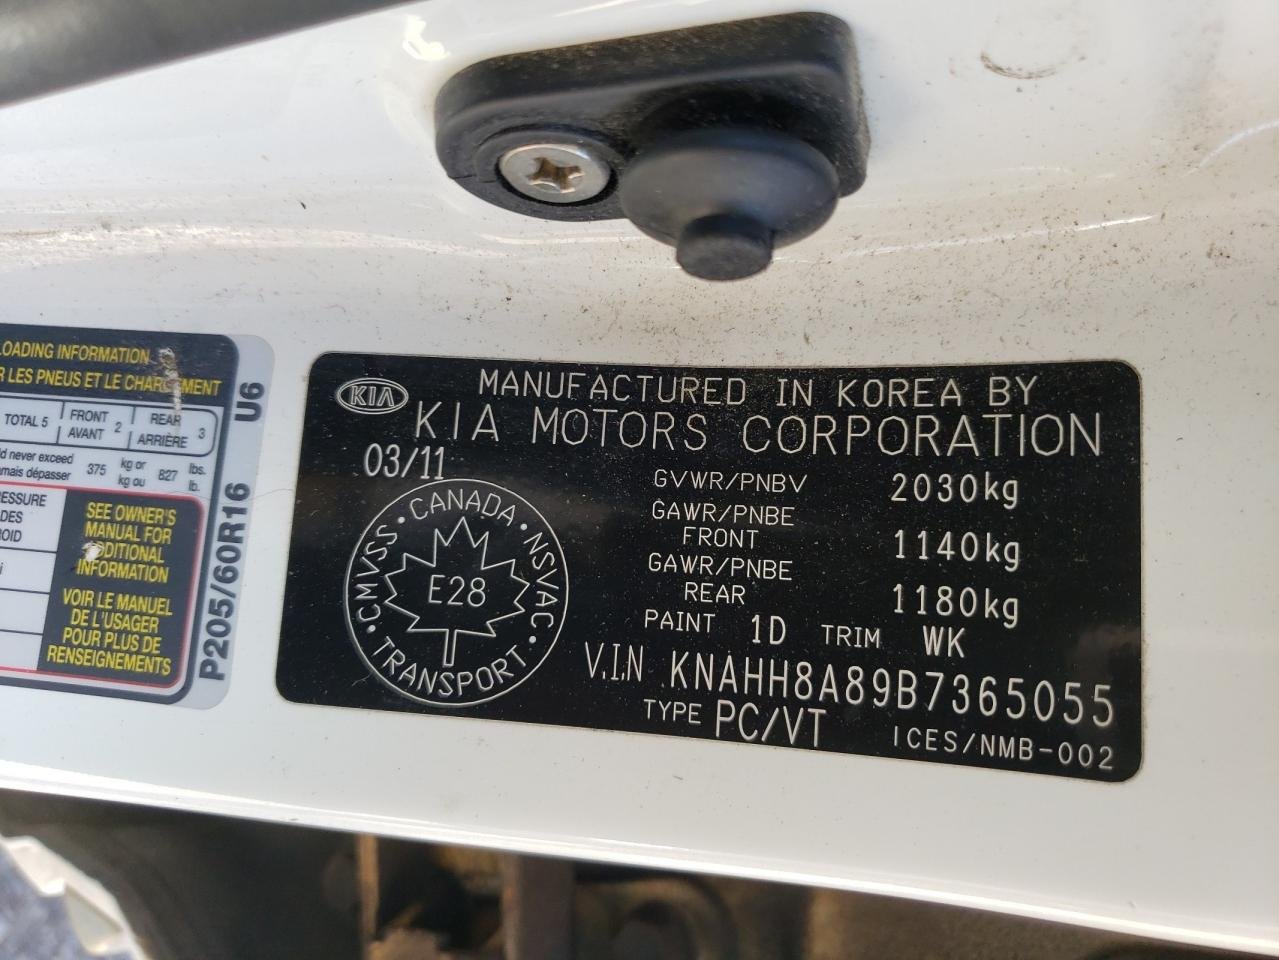 LOADING INFORMATION
R LES PNEUS ET LE CHARGEMENT
TOTAL 5 FRONT AVANT 2 REAR ARRIÈRE 3
d never exceed
amais dépasser 375 kg or kg ou 827 lbs. lb.
SEE OWNER'S
MANUAL FOR
ADDITIONAL
INFORMATION
VOIR LE MANUEL
DE L'USAGER
POUR PLUS DE
RENSEIGNEMENTS
P205/60R16 U6
KIA
MANUFACTURED IN KOREA BY
KIA MOTORS CORPORATION
03/11
GVWR/PNBV 2030kg
GAWR/PNBE
FRONT 1140kg
GAWR/PNBE
REAR 1180kg
PAINT 1D TRIM WK
V.I.N KNAHH8A89B7365055
TYPE PC/VT ICES/NMB-002
CANADA · NSVAC · TRANSPORT · CMVSS ·
E28